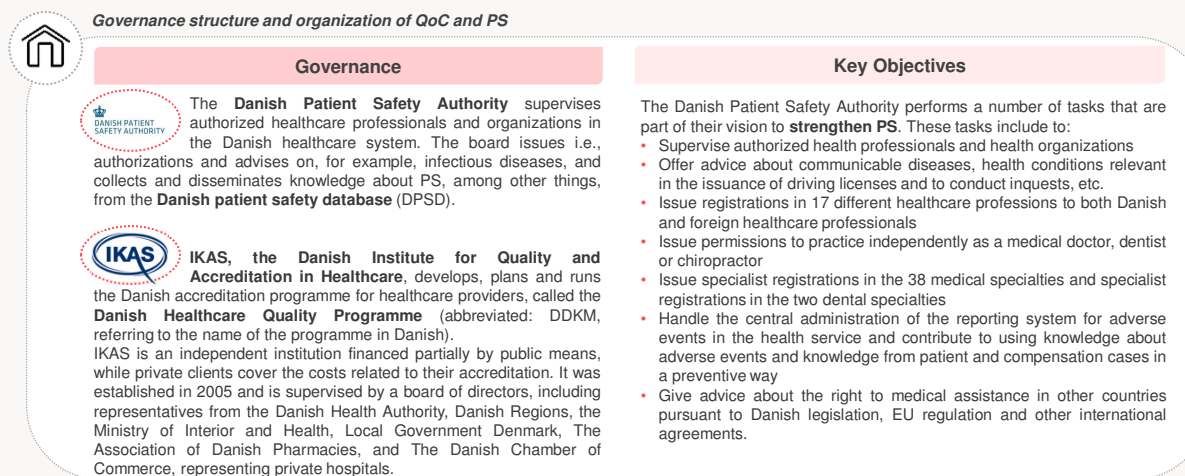 Governance structure and organization of QoC and PS
Governance
DANISH PATIENT
SAFETY AUTHORITY
The Danish Patient Safety Authority supervises
authorized healthcare professionals and organizations in
the Danish healthcare system. The board issues i.e.,
authorizations and advises on, for example, infectious diseases, and
collects and disseminates knowledge about PS, among other things,
from the Danish patient safety database (DPSD).
IKAS
IKAS, the Danish Institute for Quality and
Accreditation in Healthcare, develops, plans and runs
the Danish accreditation programme for healthcare providers, called the
Danish Healthcare Quality Programme (abbreviated: DDKM,
referring to the name of the programme in Danish).
IKAS is an independent institution financed partially by public means,
while private clients cover the costs related to their accreditation. It was
established in 2005 and is supervised by a board of directors, including
representatives from the Danish Health Authority, Danish Regions, the
Ministry of Interior and Health, Local Government Denmark, The
Association of Danish Pharmacies, and The Danish Chamber of
Commerce, representing private hospitals.
Key Objectives
The Danish Patient Safety Authority performs a number of tasks that are
part of their vision to strengthen PS. These tasks include to:
• Supervise authorized health professionals and health organizations
• Offer advice about communicable diseases, health conditions relevant
in the issuance of driving licenses and to conduct inquests, etc.
• Issue registrations in 17 different healthcare professions to both Danish
and foreign healthcare professionals
• Issue permissions to practice independently as a medical doctor, dentist
or chiropractor
• Issue specialist registrations in the 38 medical specialties and specialist
registrations in the two dental specialties
• Handle the central administration of the reporting system for adverse
events in the health service and contribute to using knowledge about
adverse events and knowledge from patient and compensation cases in
a preventive way
• Give advice about the right to medical assistance in other countries
pursuant to Danish legislation, EU regulation and other international
agreements.